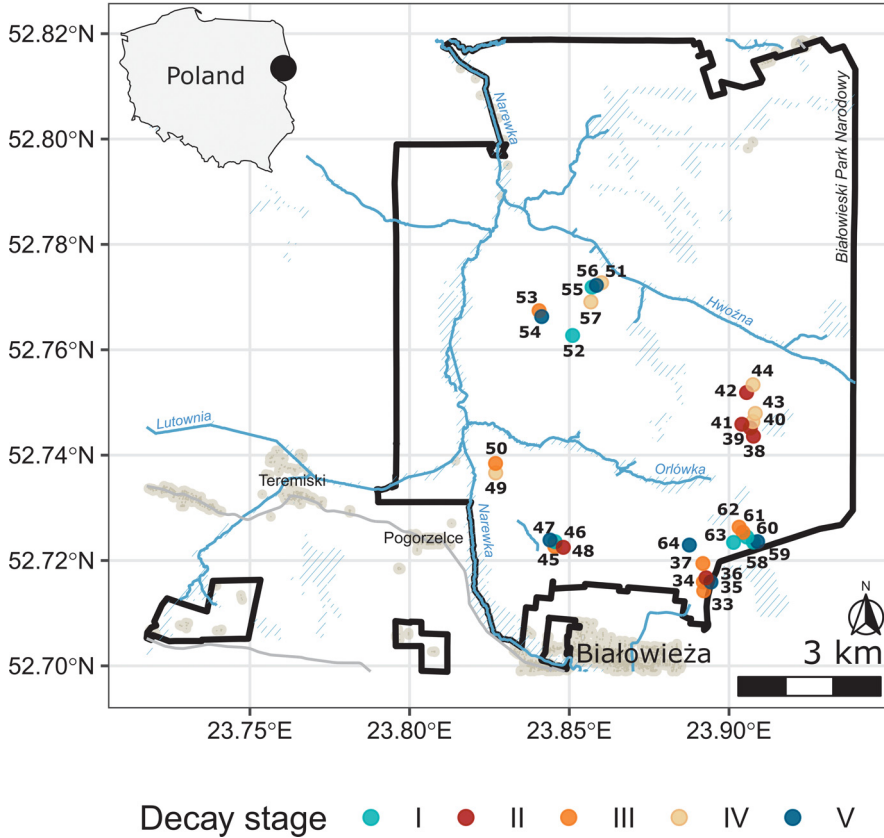 52.82°N
52.80°N
52.78°N
52.76°N
52.74°N
52.72°N
52.70°N
Poland
Narewka
Białowieski Park Narodowy
Hwoźna
56 51
55
53
57
54
52
44
42
43
41 40
39
38
Lutownia
Teremiski
50
49
Orłówka
Narewka
Pogorzelce
47 46
45 48
62
61
60
64 63
59
58
37
36
34
35
33
Białowieża
N
3 km
23.75°E 23.80°E 23.85°E 23.90°E
Decay stage I II III IV V